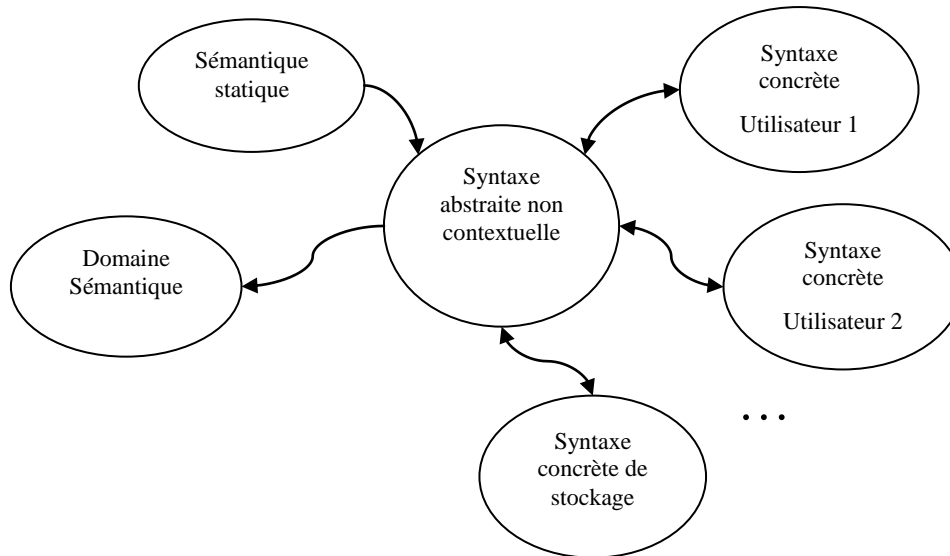 Sémantique
statique
Syntaxe
concrète
Utilisateur 1
Syntaxe
abstraite non
contextuelle
Domaine
Sémantique
Syntaxe
concrète
Utilisateur 2
...
Syntaxe
concrète de
stockage